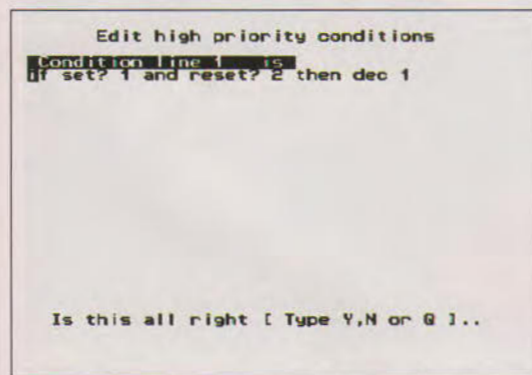 Edit high priority conditions
Condition line 1 is
if set? 1 and reset? 2 then dec 1
Is this all right [ Type Y,N or Q ]..